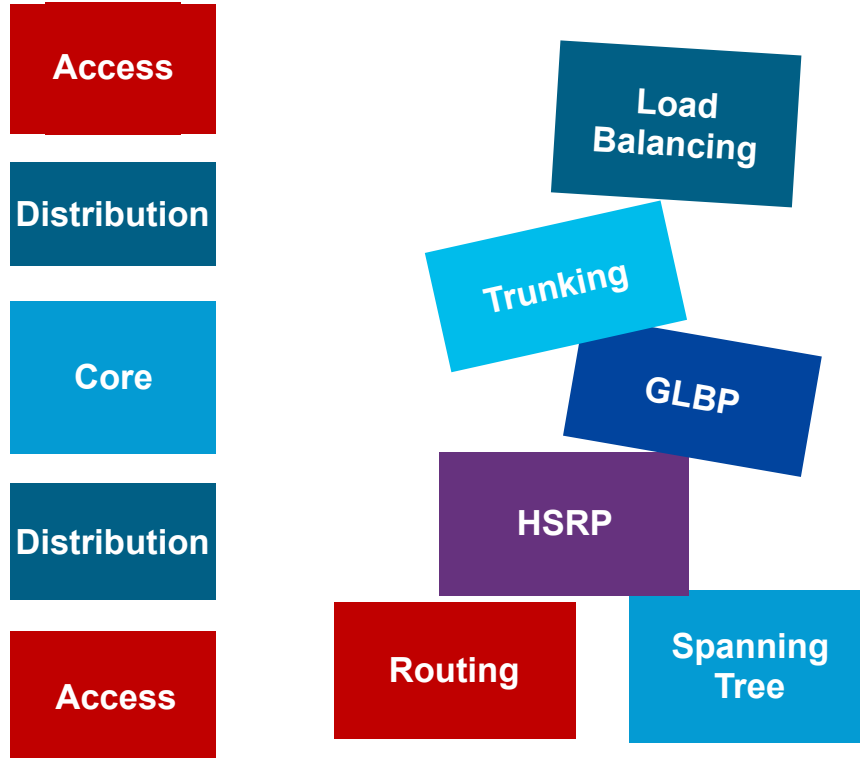 Access
Distribution
Core
Distribution
Access
Load
Balancing
Trunking
GLBP
HSRP
Routing
Spanning
Tree